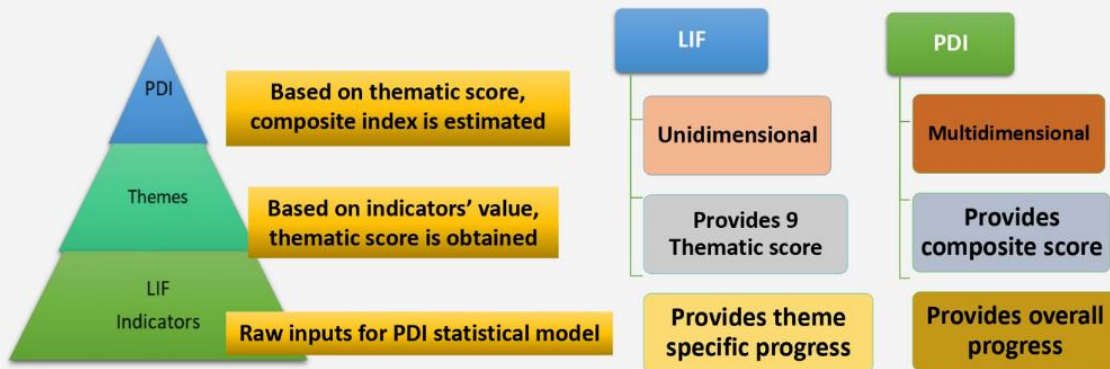 PDI
Based on thematic score,
composite index is estimated
Themes
Based on indicators’ value,
thematic score is obtained
LIF
Indicators
Raw inputs for PDI statistical model
LIF
Unidimensional
Provides 9
Thematic score
Provides theme
specific progress
PDI
Multidimensional
Provides
composite score
Provides overall
progress